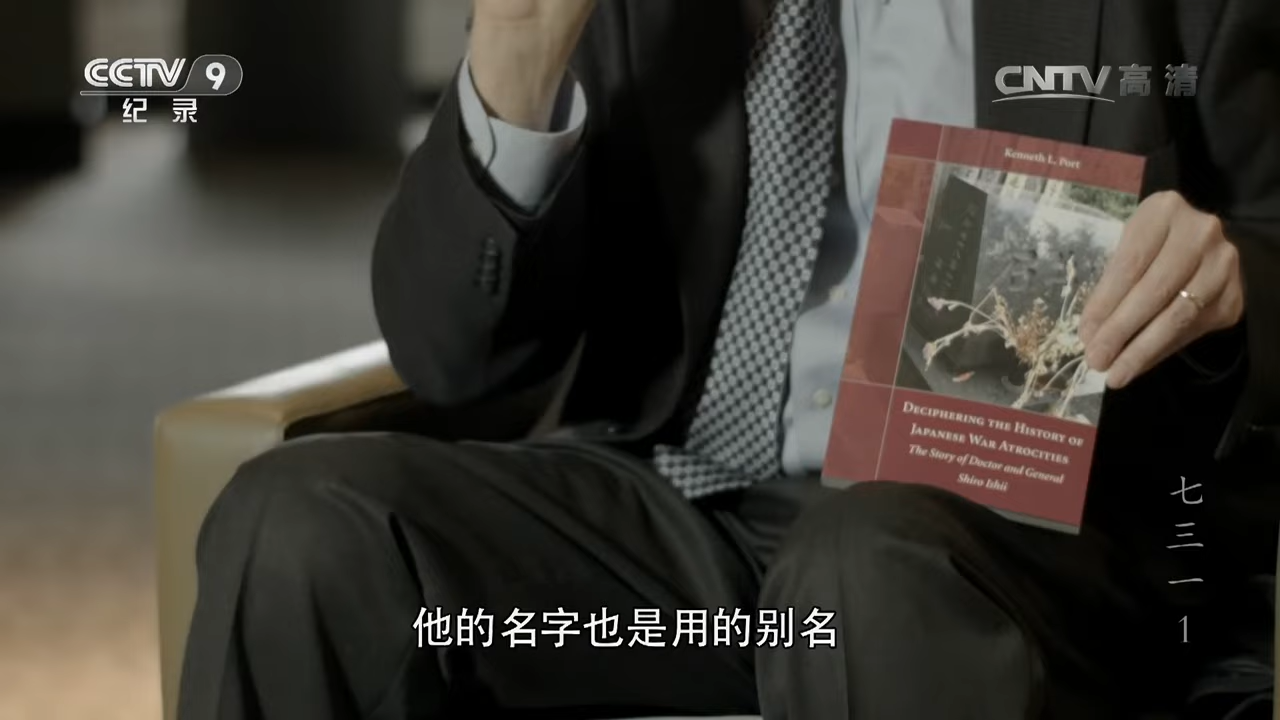 CCTV 9
纪录
CNTV 高清
Kenneth L. Port
DECIPHERING THE HISTORY OF
JAPANESE WAR ATROCITIES
The Story of Doctor and General
Shiro Ishii
七三一 1
他的名字也是用的别名